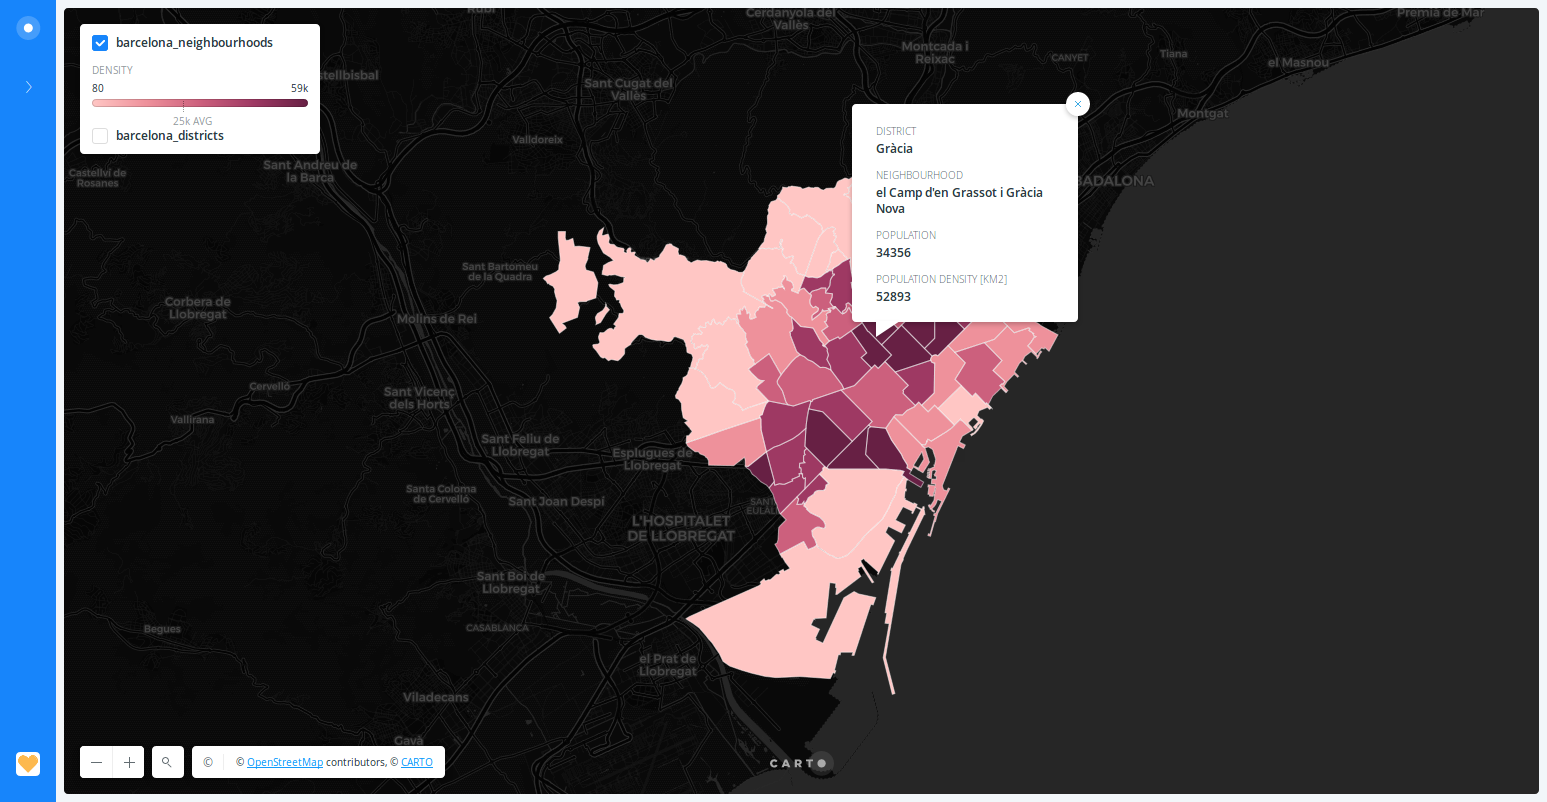 barcelona_neighbourhoods
DENSITY
80 59k
25k AVG
barcelona_districts
Cerdanyola del
Vallès
Premià de Mar
Montcada i
Reixac
CANYET
Tiana
el Masnou
stellbisbal
Sant Cugat del
Vallès
Montgat
Valldoreix
Sant Andreu de
la Barca
Castellví de
Rosanes
BADALONA
DISTRICT
Gràcia
NEIGHBOURHOOD
el Camp d'en Grassot i Gràcia
Nova
POPULATION
34356
POPULATION DENSITY [KM2]
52893
Sant Bartomeu
de la Quadra
Corbera de
Llobregat
Molins de Rei
Cervelló
Sant Vicenç
dels Horts
Vallirana
Sant Feliu de
Llobregat
Esplugues de
Llobregat
Santa Coloma
de Cervelló
Sant Joan Despí
SANT
EULÀLI
L'HOSPITALET
DE LLOBREGAT
Sant Boi de
Llobregat
CASABLANCA
Begues
el Prat de
Llobregat
Viladecans
Gavà
© © OpenStreetMap contributors, © CARTO
CARTO